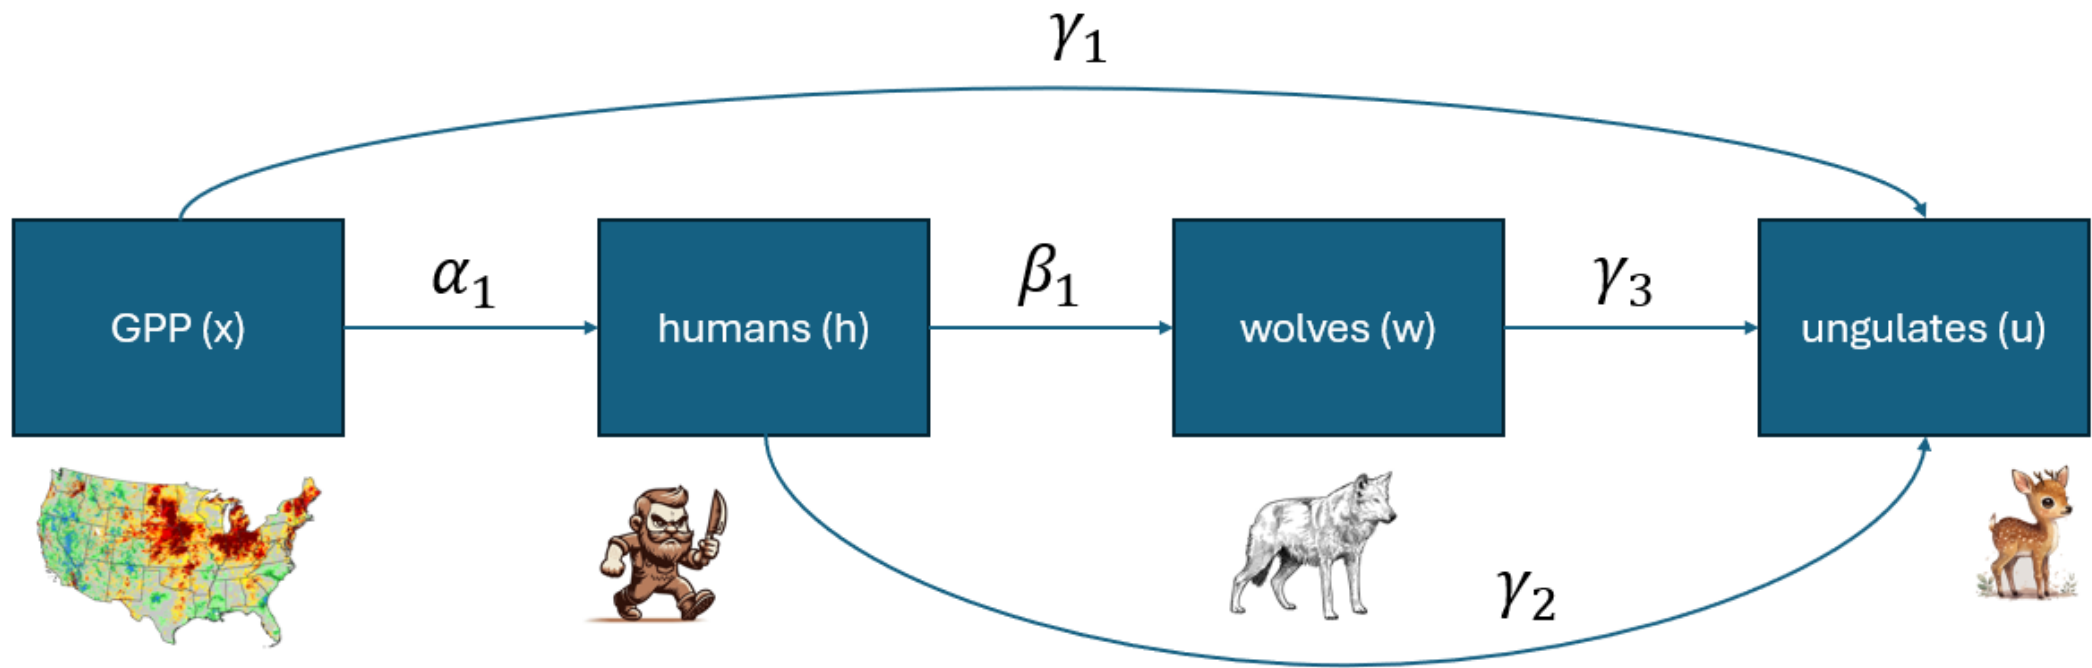 γ₁
α₁
β₁
γ₃
GPP (x)
humans (h)
wolves (w)
ungulates (u)
γ₂